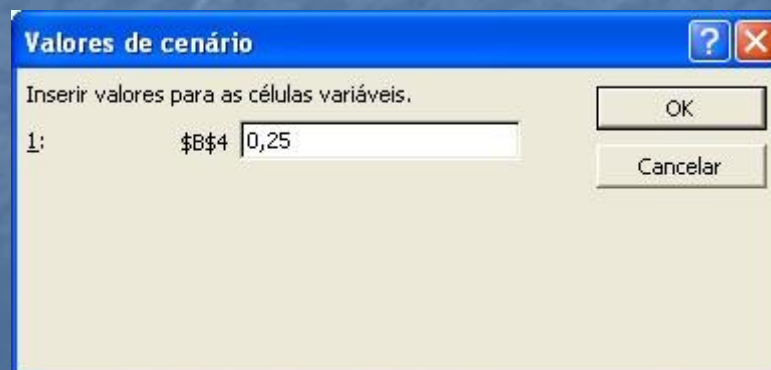 Valores de cenário
Inserir valores para as células variáveis.
1: $B$4 0,25
OK
Cancelar